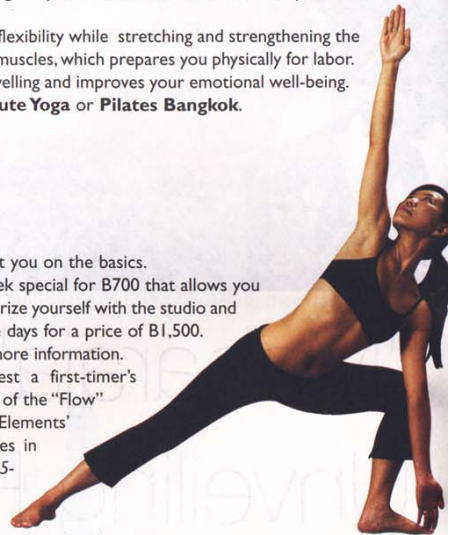 flexibility while stretching and strengthening the
muscles, which prepares you physically for labor.
velling and improves your emotional well-being.
ute Yoga or Pilates Bangkok.
t you on the basics.
ek special for B700 that allows you
rize yourself with the studio and
e days for a price of B1,500.
nore information.
est a first-timer's
of the "Flow"
Elements'
es in
5-